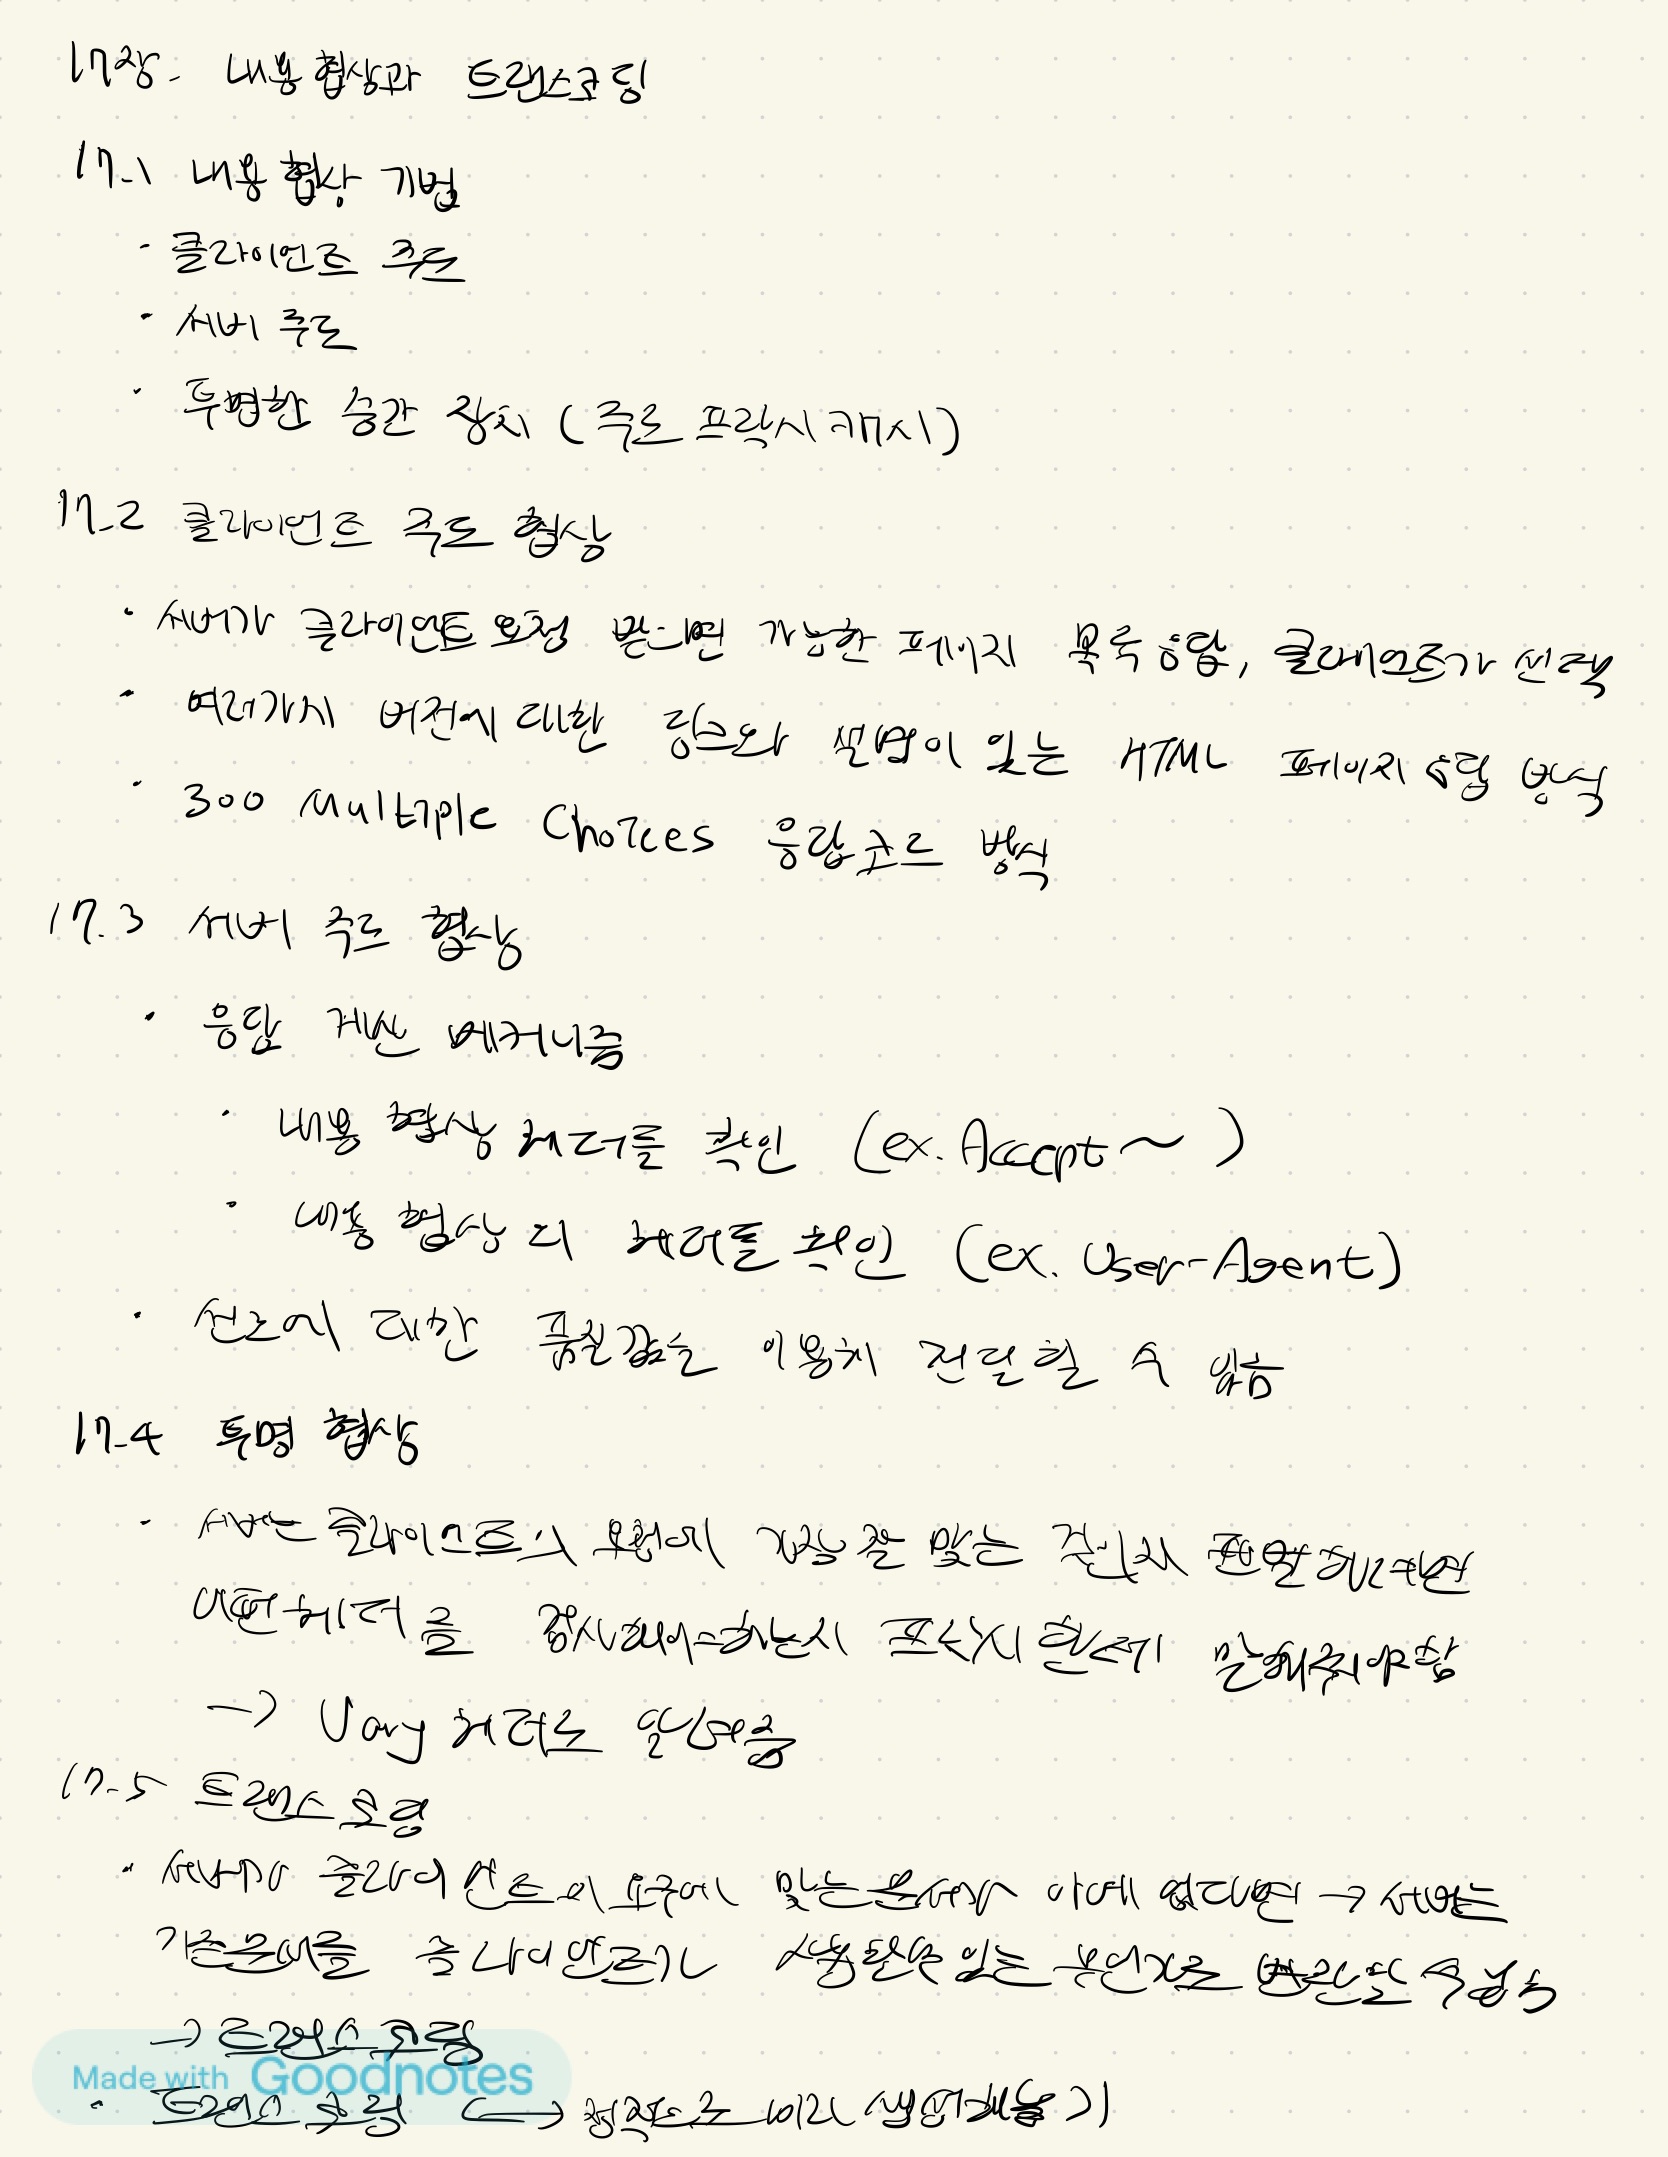 17장. 내용 협상과 트랜스코딩
17.1 내용 협상 기법
· 클라이언트 주도
· 서버 주도
· 투명한 중간 장치 (주로 프락시 캐시)
17.2 클라이언트 주도 협상
· 서버가 클라이언트 요청 받으면 가능한 페이지 목록 응답, 클라이언트가 선택
· 여러가지 버전에 대한 링크와 설명이 있는 HTML 페이지 응답 방식
· 300 Multiple Choices 응답 코드 방식
17.3 서버 주도 협상
· 응답 계산 메커니즘
· 내용 협상 헤더를 확인 (ex. Accept~ )
· 내용 협상 외 헤더를 확인 (ex. User-Agent)
· 선호에 대한 품질값을 이용해 전달할 수 있음
17.4 투명 협상
· 서버는 클라이언트의 요청에 가장 잘 맞는 것인지 판별하려면
어떤 헤더를 검사해야 하는지 프락시한테 말해줘야 함
→ Vary 헤더로 알려줌
17.5 트랜스 코딩
· 서버가 클라이언트의 요구에 맞는 문서가 아예 없다면 → 서버는
기존 문서를 클라이언트가 사용할 수 있는 무언가로 변환할 수 있음
→ 트랜스 코딩
Made with Goodnotes
· 트랜스 코딩 ↔ 정적으로 미리 생성해놓기